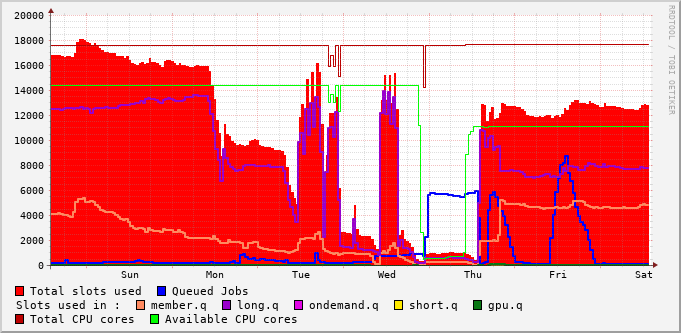 20000
18000
16000
14000
12000
10000
8000
6000
4000
2000
0
Sun Mon Tue Wed Thu Fri Sat
RRDTOOL / TOBI OETIKER
Total slots used Queued Jobs
Slots used in : member.q long.q ondemand.q short.q gpu.q
Total CPU cores Available CPU cores